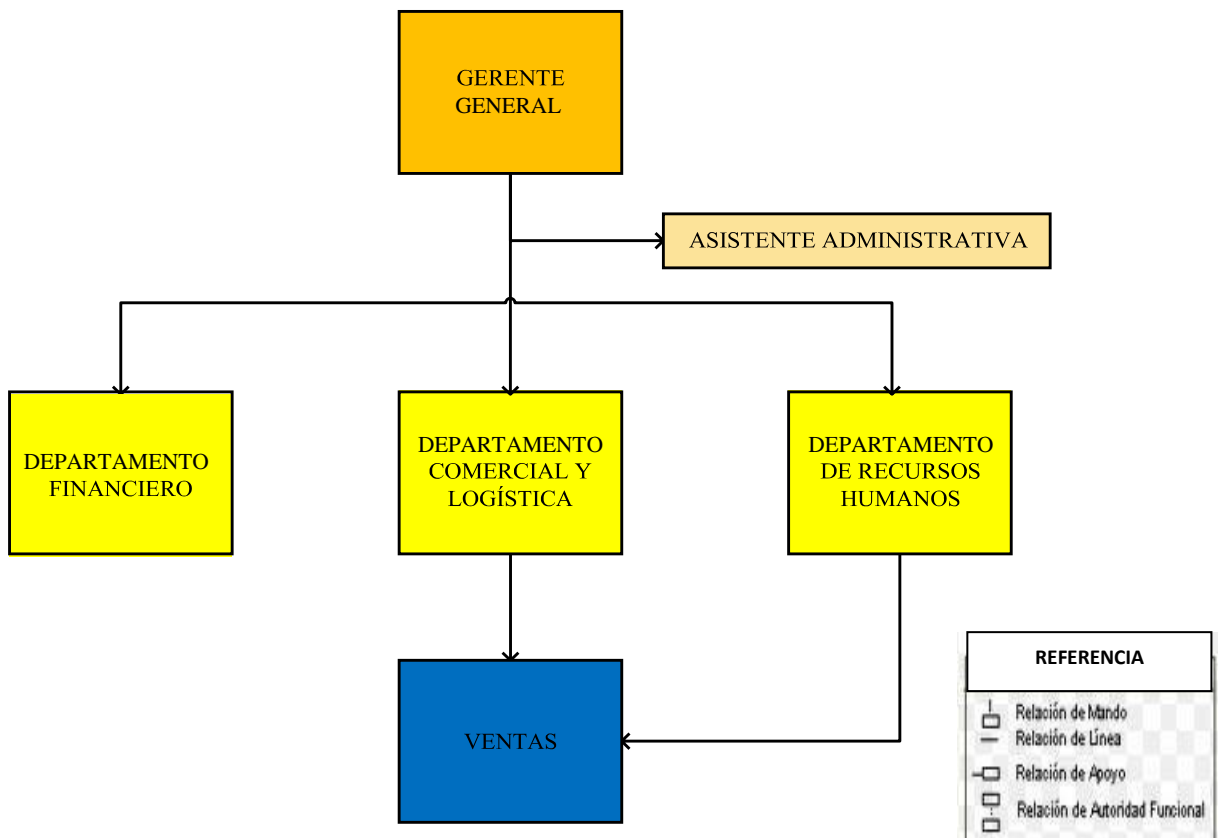 GERENTE
GENERAL
ASISTENTE ADMINISTRATIVA
DEPARTAMENTO
FINANCIERO
DEPARTAMENTO
COMERCIAL Y
LOGÍSTICA
DEPARTAMENTO
DE RECURSOS
HUMANOS
VENTAS
REFERENCIA
Relación de Mando
Relación de Línea
Relación de Apoyo
Relación de Autoridad Funcional